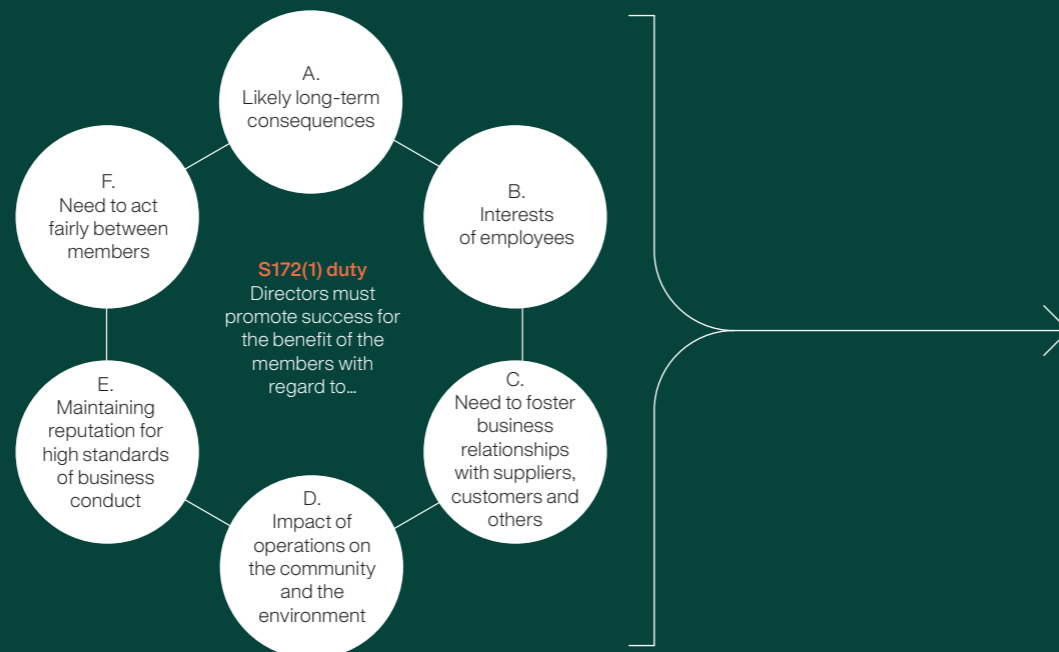 A.
Likely long-term
consequences
B.
Interests
of employees
C.
Need to foster
business
relationships
with suppliers,
customers and
others
D.
Impact of
operations on
the community
and the
environment
E.
Maintaining
reputation for
high standards
of business
conduct
F.
Need to act
fairly between
members
S172(1) duty
Directors must
promote success for
the benefit of the
members with
regard to…